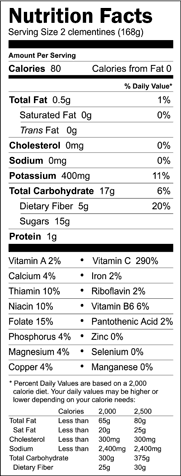 Nutrition Facts
Serving Size 2 clementines (168g)
Amount Per Serving
Calories 80 Calories from Fat 0
% Daily Value*
Total Fat 0.5g 1%
Saturated Fat 0g 0%
Trans Fat 0g
Cholesterol 0mg 0%
Sodium 0mg 0%
Potassium 400mg 11%
Total Carbohydrate 17g 6%
Dietary Fiber 5g 20%
Sugars 15g
Protein 1g
Vitamin A 2% • Vitamin C 290%
Calcium 4% • Iron 2%
Thiamin 10% • Riboflavin 2%
Niacin 10% • Vitamin B6 6%
Folate 15% • Pantothenic Acid 2%
Phosphorus 4% • Zinc 0%
Magnesium 4% • Selenium 0%
Copper 4% • Manganese 0%
* Percent Daily Values are based on a 2,000
calorie diet. Your daily values may be higher
or lower depending on your calorie needs:
Calories 2,000 2,500
Total Fat Less than 65g 80g
Sat Fat Less than 20g 25g
Cholesterol Less than 300mg 300mg
Sodium Less than 2,400mg 2,400mg
Total Carbohydrate 300g 375g
Dietary Fiber 25g 30g